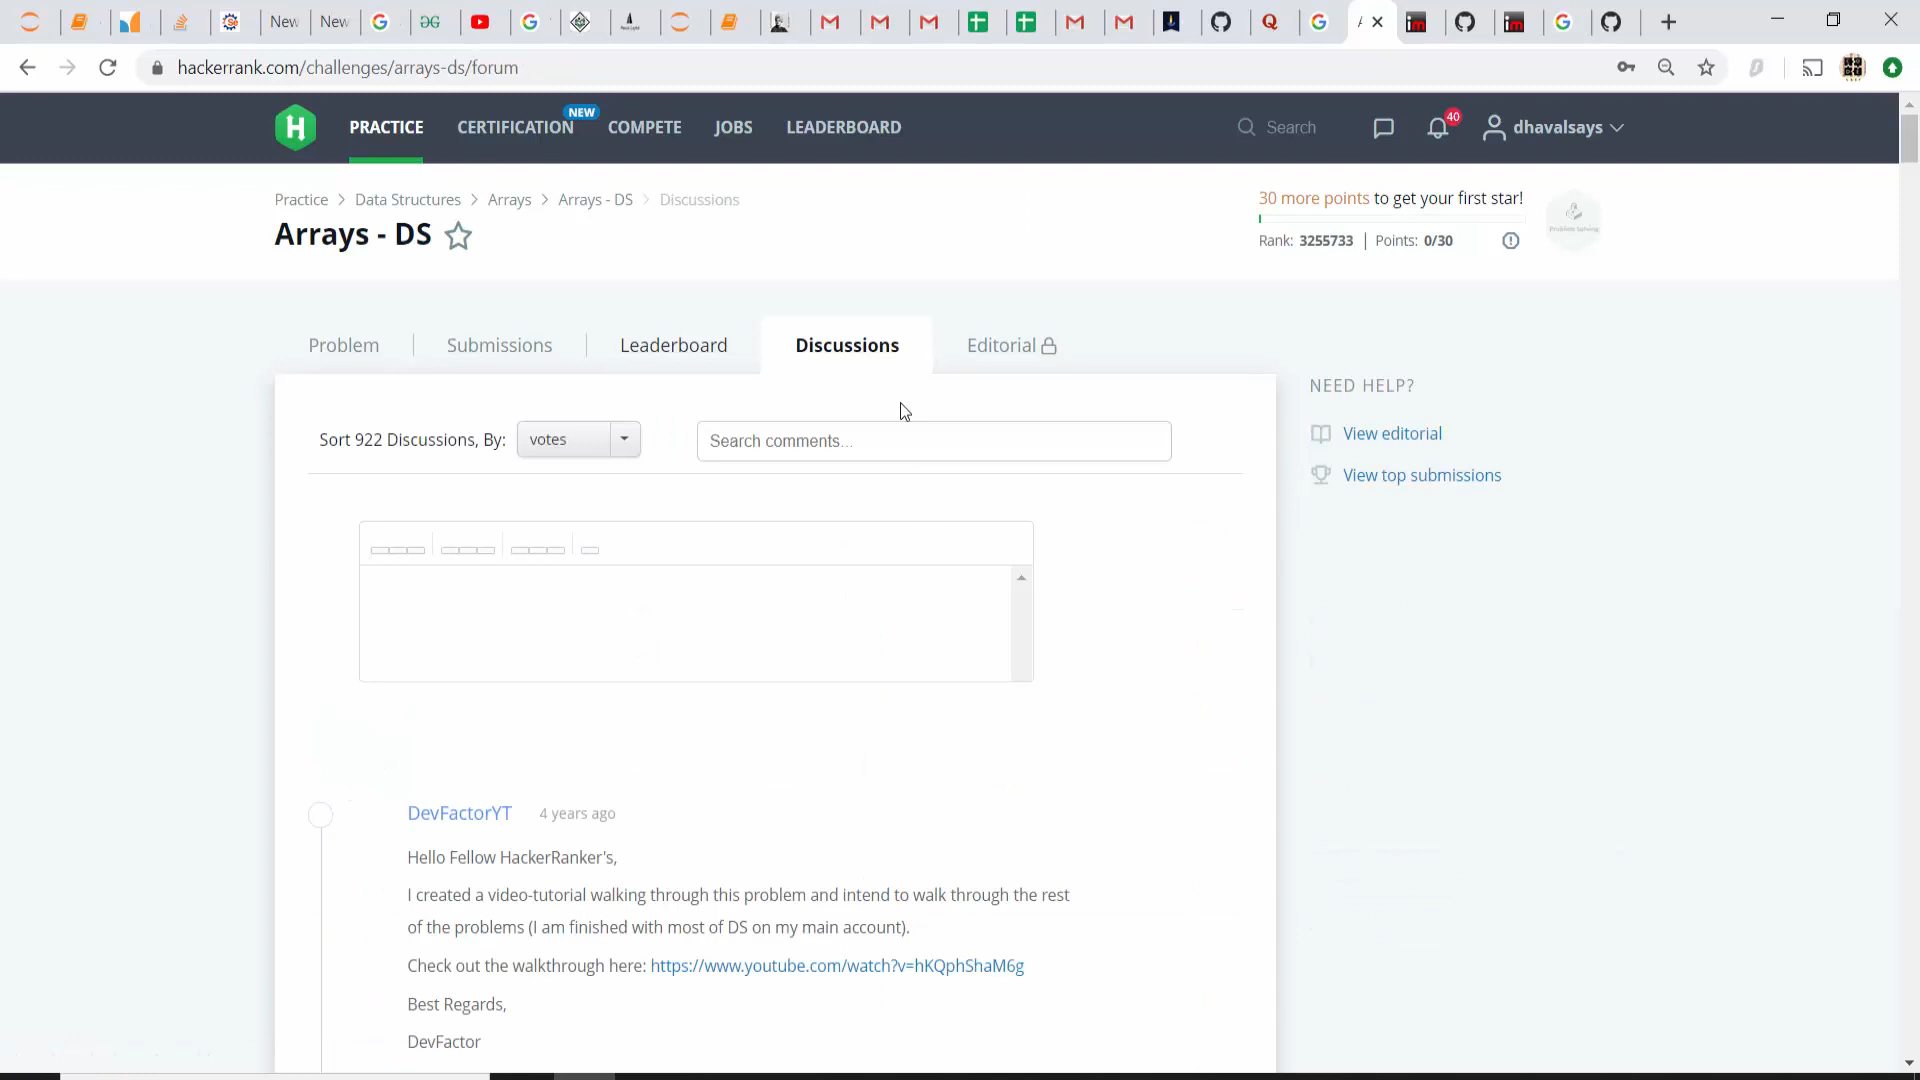 New
New
hackerrank.com/challenges/arrays-ds/forum
PRACTICE
CERTIFICATION
NEW
COMPETE
JOBS
LEADERBOARD
Search
40
dhavalsays
Practice > Data Structures > Arrays > Arrays - DS > Discussions
Arrays - DS
30 more points to get your first star!
Rank: 3255733 | Points: 0/30
Problem Solving
Problem
Submissions
Leaderboard
Discussions
Editorial
NEED HELP?
View editorial
View top submissions
Sort 922 Discussions, By:
votes
Search comments...
DevFactorYT
4 years ago
Hello Fellow HackerRanker's,
I created a video-tutorial walking through this problem and intend to walk through the rest
of the problems (I am finished with most of DS on my main account).
Check out the walkthrough here: https://www.youtube.com/watch?v=hKQphShaM6g
Best Regards,
DevFactor